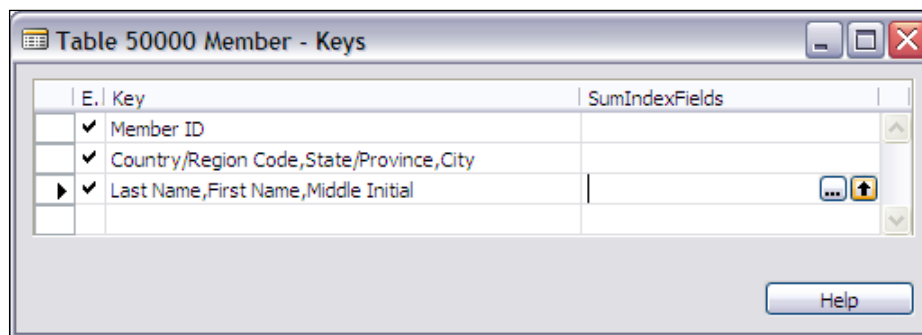 Table 50000 Member - Keys
E. Key SumIndexFields
Member ID
Country/Region Code,State/Province,City
Last Name,First Name,Middle Initial
...
Help